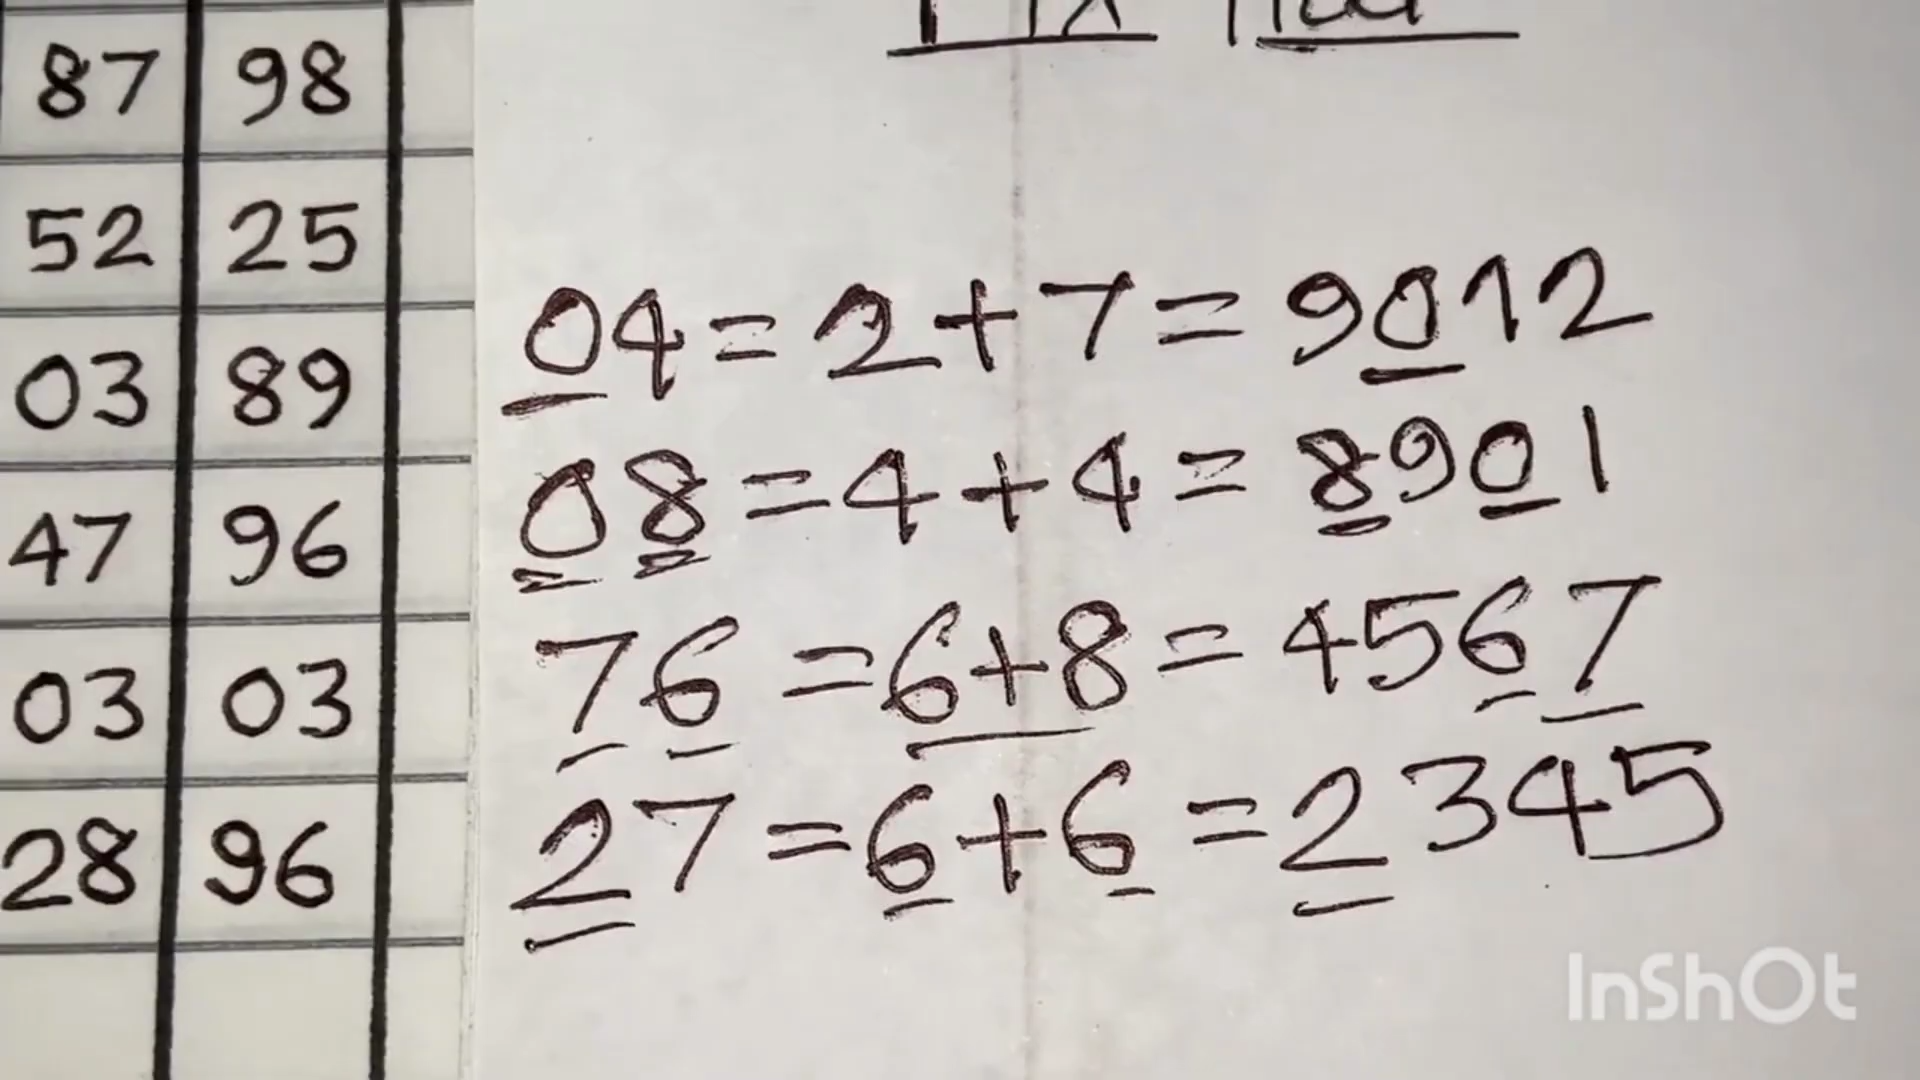 87 98
52 25
03 89
47 96
03 03
28 96
04 = 2 + 7 = 9012
08 = 4 + 4 = 8901
76 = 6 + 8 = 4567
27 = 6 + 6 = 2345
InShOt